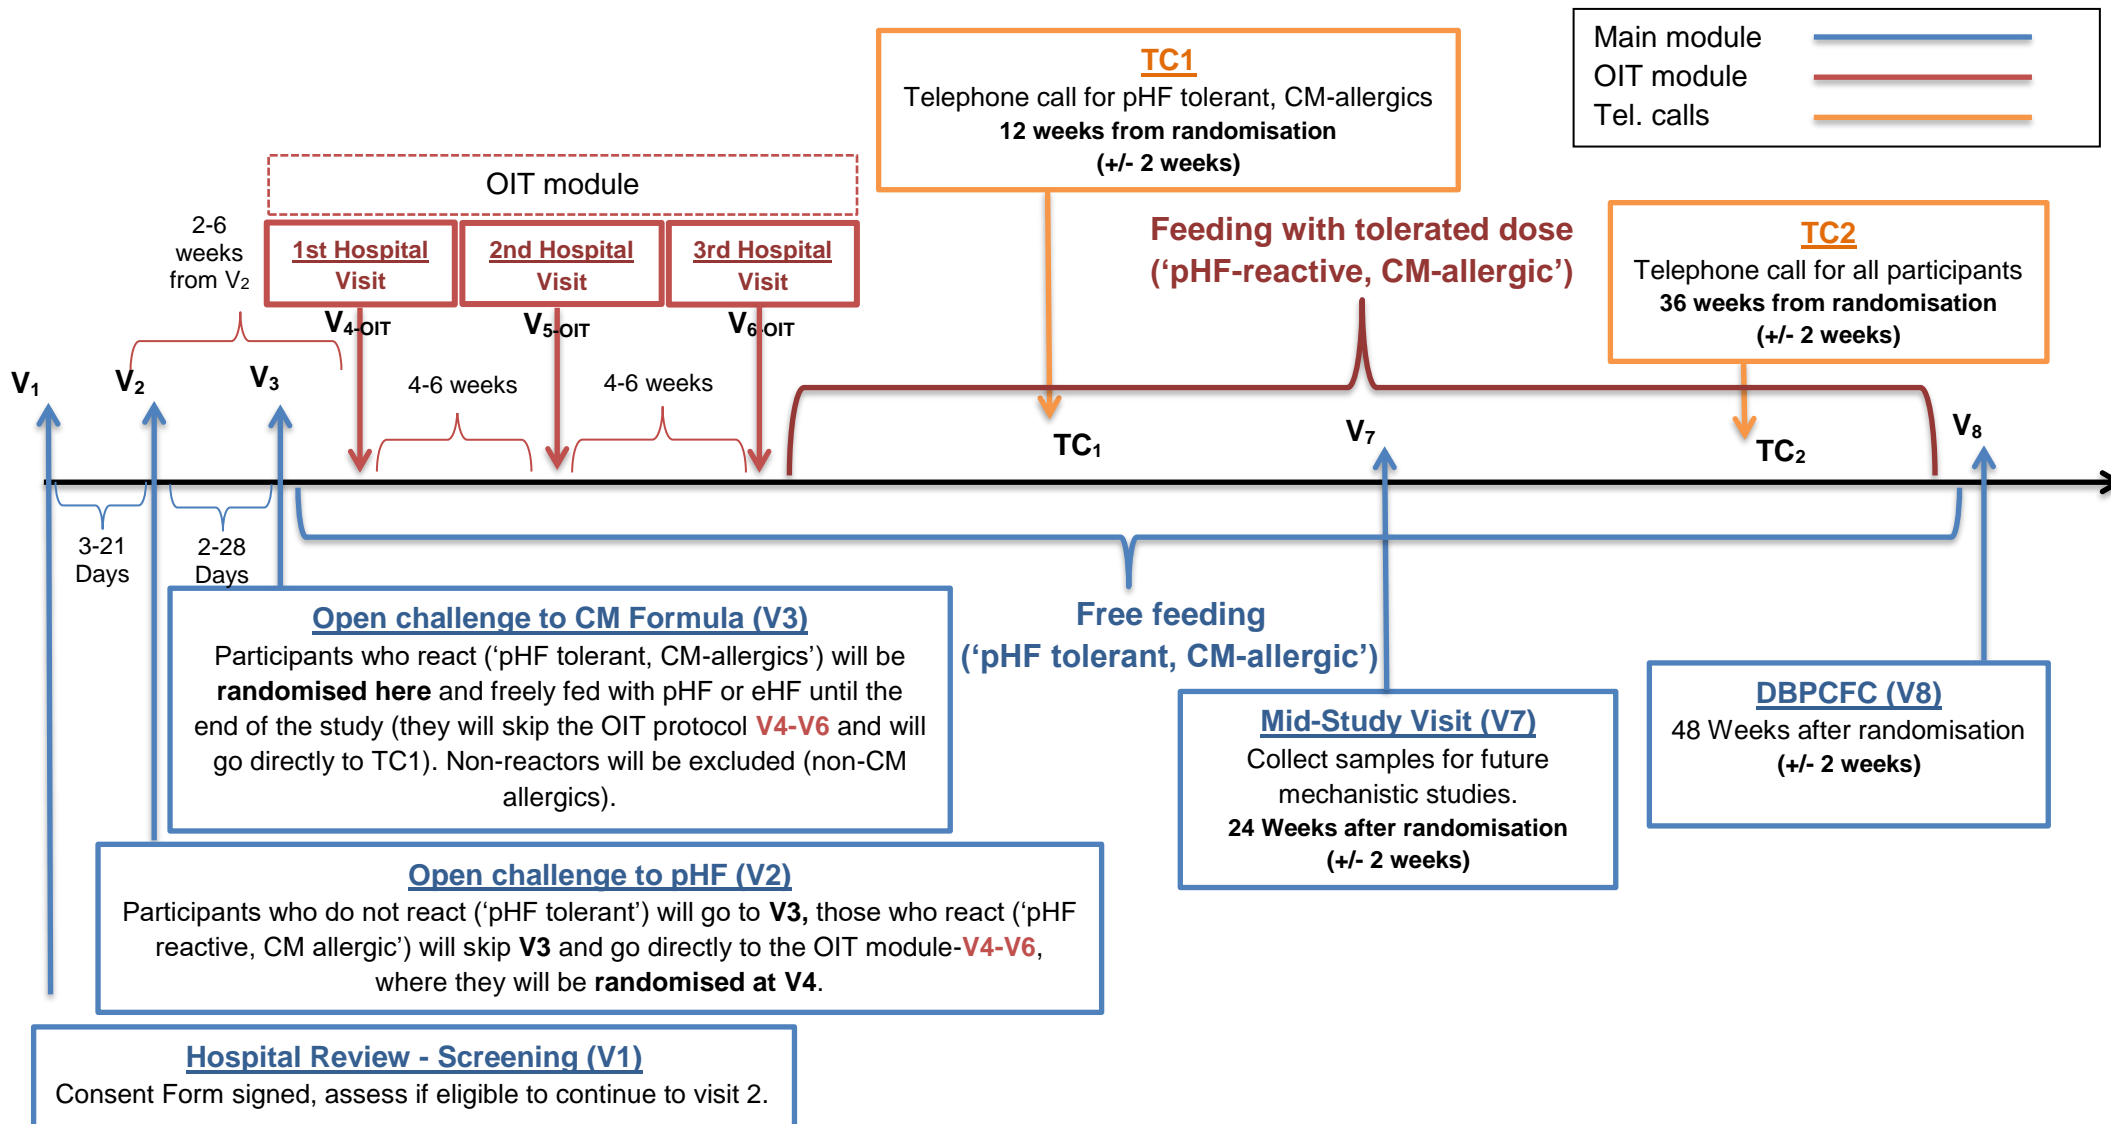 TC1
Telephone call for pHF tolerant, CM-allergics
12 weeks from randomisation
(+/- 2 weeks)
Main module
OIT module
Tel. calls
OIT module
2-6
weeks
from V2
1st Hospital
Visit
2nd Hospital
Visit
3rd Hospital
Visit
Feeding with tolerated dose
(‘pHF-reactive, CM-allergic’)
TC2
Telephone call for all participants
36 weeks from randomisation
(+/- 2 weeks)
V4-OIT
V5-OIT
V6-OIT
V1
V2
V3
4-6 weeks
4-6 weeks
TC1
V7
TC2
V8
3-21
Days
2-28
Days
Open challenge to CM Formula (V3)
Participants who react (‘pHF tolerant, CM-allergics’) will be
randomised here and freely fed with pHF or eHF until the
end of the study (they will skip the OIT protocol V4-V6 and will
go directly to TC1). Non-reactors will be excluded (non-CM
allergics).
Free feeding
(‘pHF tolerant, CM-allergic’)
Mid-Study Visit (V7)
Collect samples for future
mechanistic studies.
24 Weeks after randomisation
(+/- 2 weeks)
DBPCFC (V8)
48 Weeks after randomisation
(+/- 2 weeks)
Open challenge to pHF (V2)
Participants who do not react (‘pHF tolerant’) will go to V3, those who react (‘pHF
reactive, CM allergic’) will skip V3 and go directly to the OIT module-V4-V6,
where they will be randomised at V4.
Hospital Review - Screening (V1)
Consent Form signed, assess if eligible to continue to visit 2.